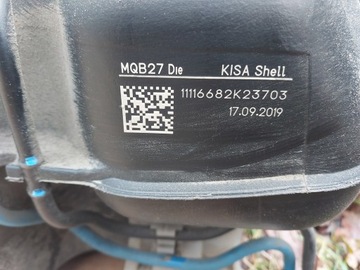 MQB27 Die KISA Shell
11116682K23703
17.09.2019